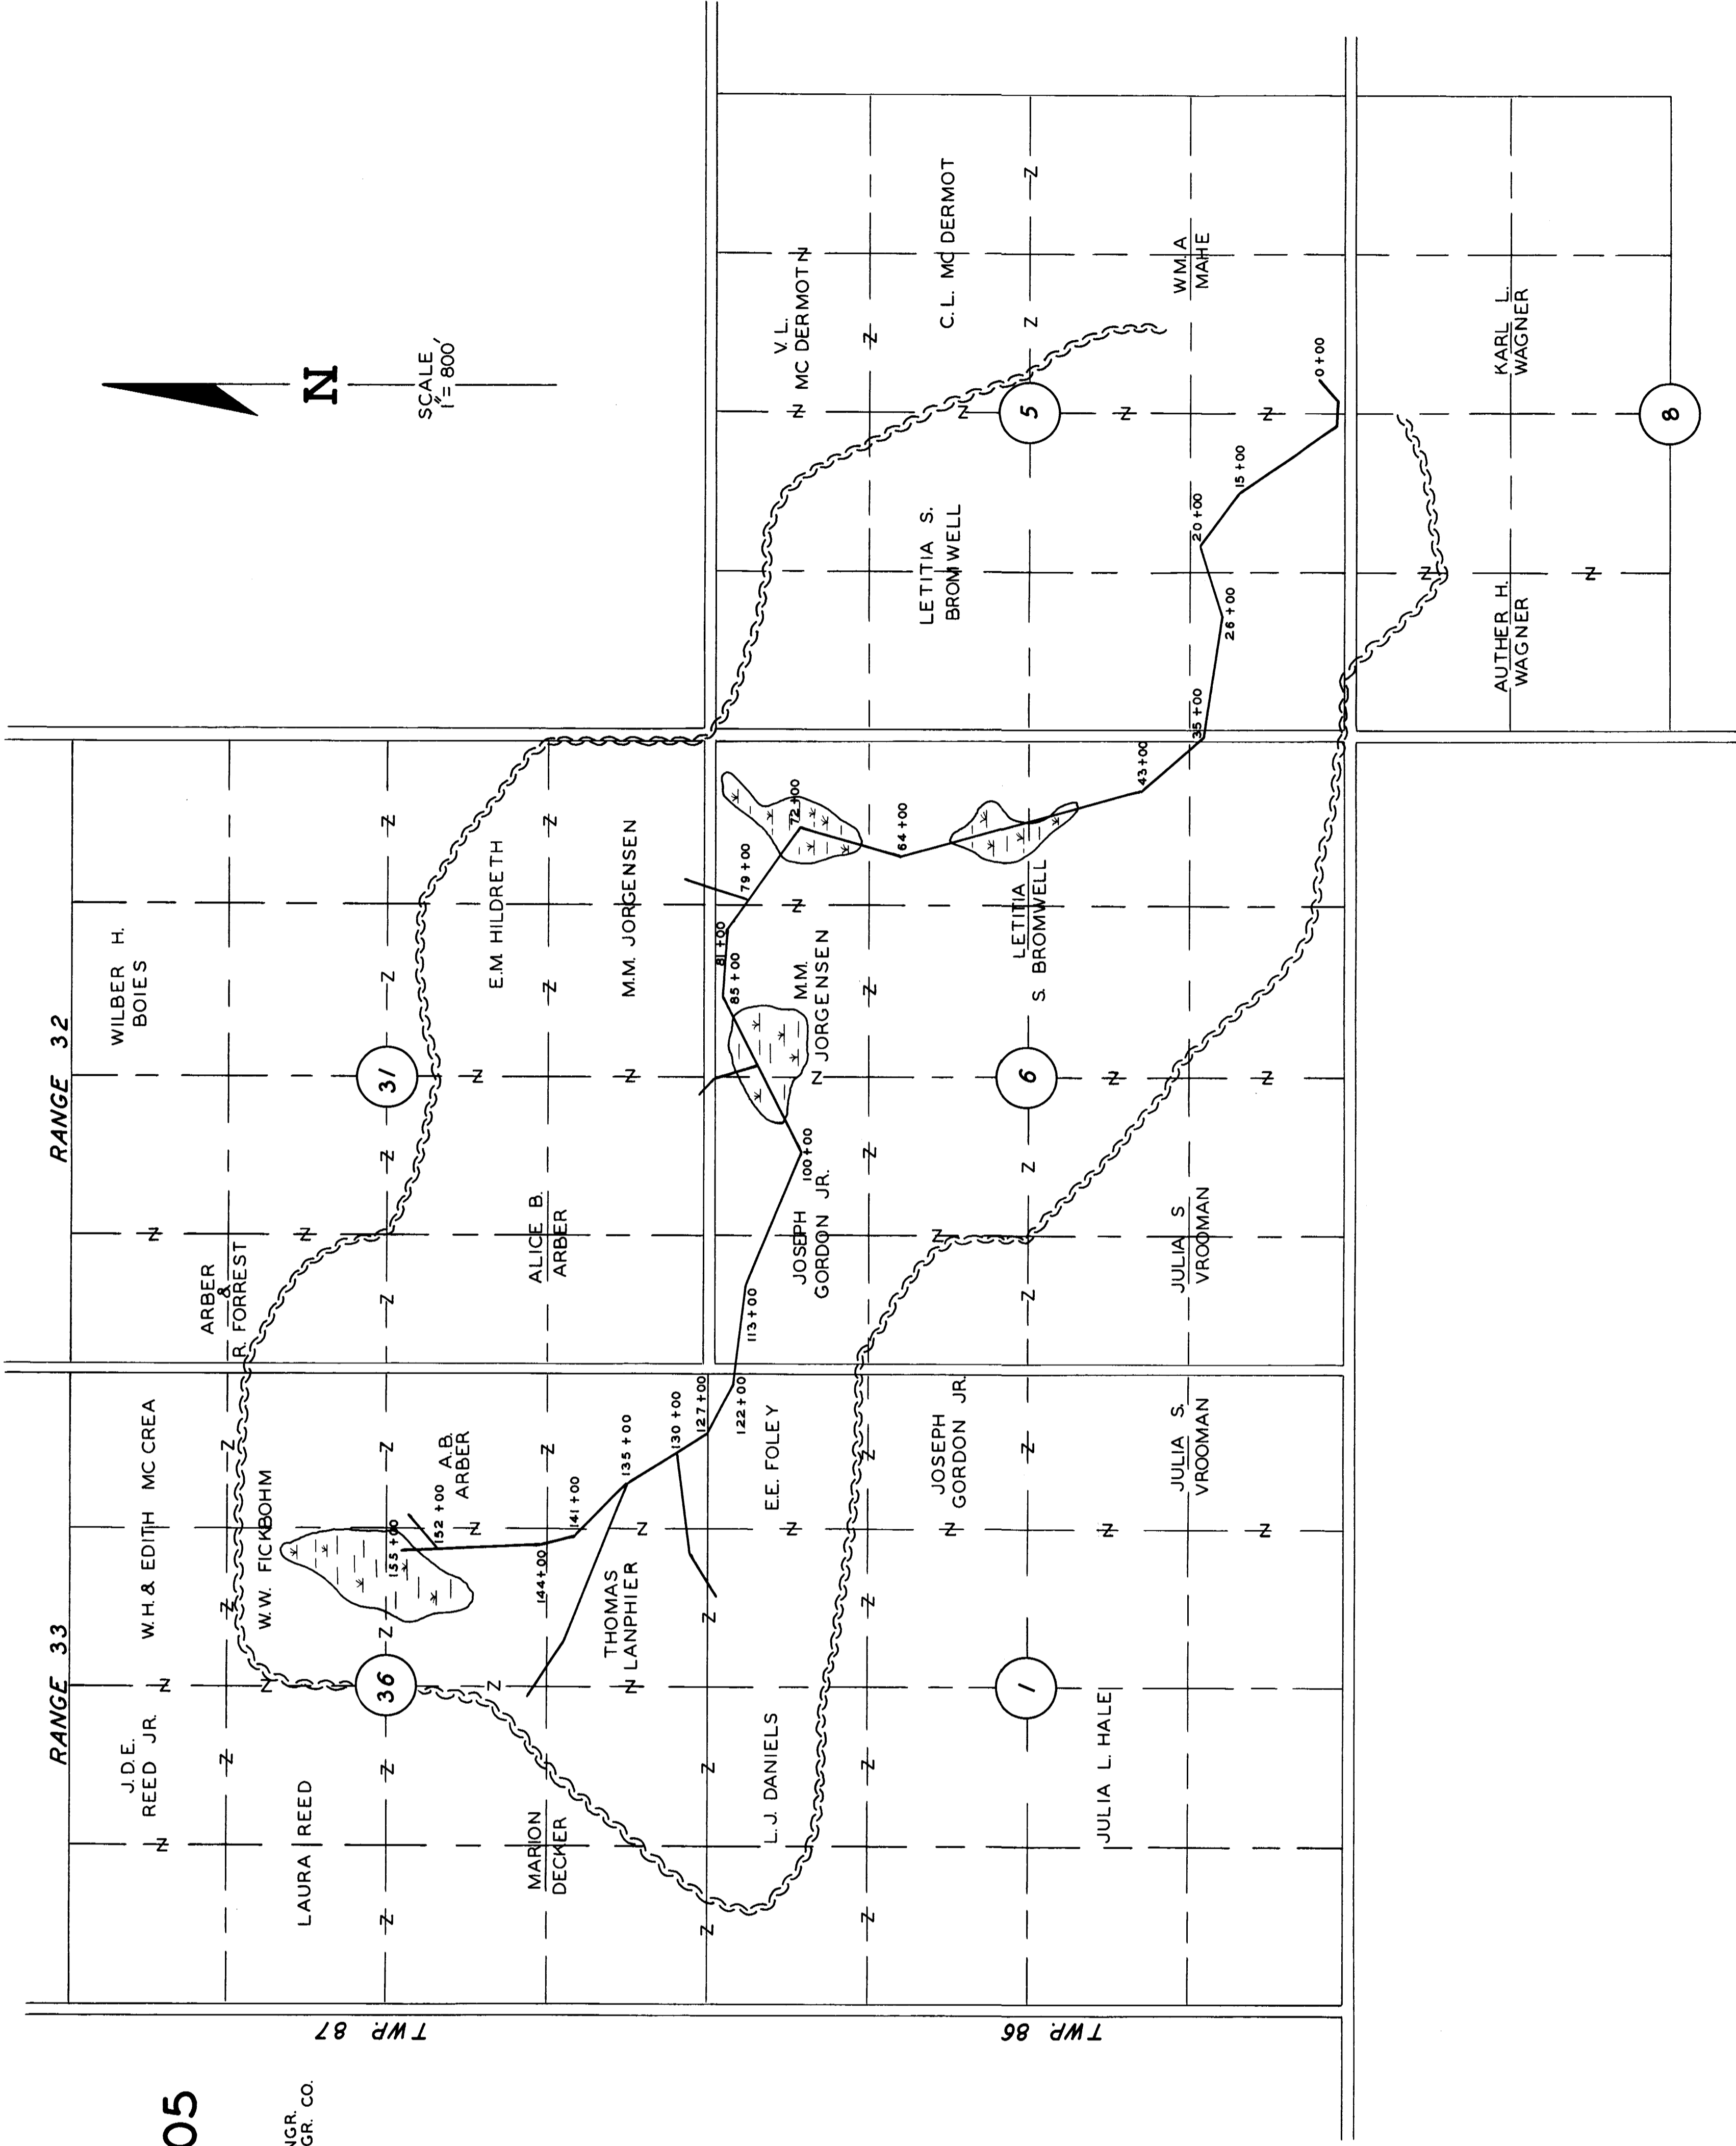 RANGE 33
RANGE 32
TWP. 87
TWP. 86
N
SCALE
1"= 800'
05
NGR.
GR. CO.
J.D.E.
REED JR.
W.H.& EDITH MC CREA
LAURA REED
W.W. FICKBOHM
36
A.B.
ARBER
MARION
DECKER
THOMAS
LANPHIER
ARBER
&
R. FORREST
WILBER H.
BOIES
31
E.M. HILDRETH
ALICE B.
ARBER
M.M. JORGENSEN
155+00
152+00
144+00
141+00
135+00
130+00
127+00
122+00
113+00
100+00
85+00
81+00
79+00
72+00
64+00
43+00
35+00
26+00
20+00
15+00
0+00
L.J. DANIELS
E.E. FOLEY
JOSEPH
GORDON JR.
1
JULIA L. HALE
JULIA S.
VROOMAN
JOSEPH
GORDON JR.
M.M.
JORGENSEN
6
LETITIA
S. BROMWELL
JULIA S
VROOMAN
V.L.
MC DERMOT
C.L. MC DERMOT
LETITIA S.
BROMWELL
5
WM. A
MAHE
AUTHER H.
WAGNER
KARL L.
WAGNER
8